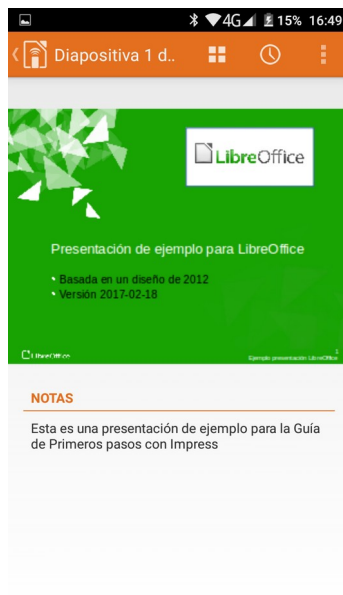 4G 15% 16:49
Diapositiva 1 d..
LibreOffice
Presentación de ejemplo para LibreOffice
Basada en un diseño de 2012
Versión 2017-02-18
LibreOffice
1
Ejemplo presentación LibreOffice
NOTAS
Esta es una presentación de ejemplo para la Guía
de Primeros pasos con Impress